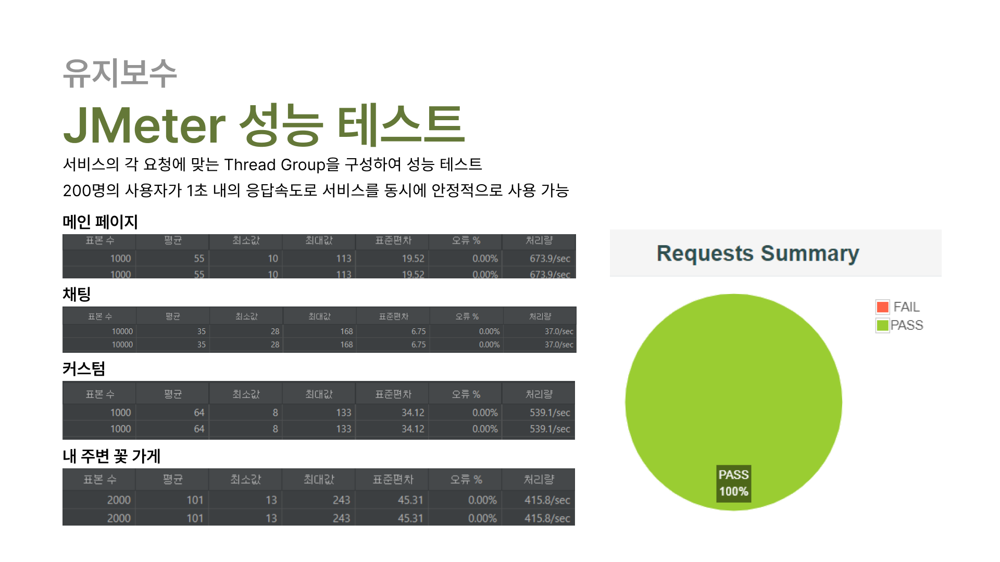 유지보수
JMeter 성능 테스트
서비스의 각 요청에 맞는 Thread Group을 구성하여 성능 테스트
200명의 사용자가 1초 내의 응답속도로 서비스를 동시에 안정적으로 사용 가능
메인 페이지
표본 수 평균 최소값 최대값 표준편차 오류 % 처리량
1000 55 10 113 19.52 0.00% 673.9/sec
1000 55 10 113 19.52 0.00% 673.9/sec
채팅
표본 수 평균 최소값 최대값 표준편차 오류 % 처리량
10000 35 28 168 6.75 0.00% 37.0/sec
10000 35 28 168 6.75 0.00% 37.0/sec
커스텀
표본 수 평균 최소값 최대값 표준편차 오류 % 처리량
1000 64 8 133 34.12 0.00% 539.1/sec
1000 64 8 133 34.12 0.00% 539.1/sec
내 주변 꽃 가게
표본 수 평균 최소값 최대값 표준편차 오류 % 처리량
2000 101 13 243 45.31 0.00% 415.8/sec
2000 101 13 243 45.31 0.00% 415.8/sec
Requests Summary
FAIL
PASS
PASS
100%